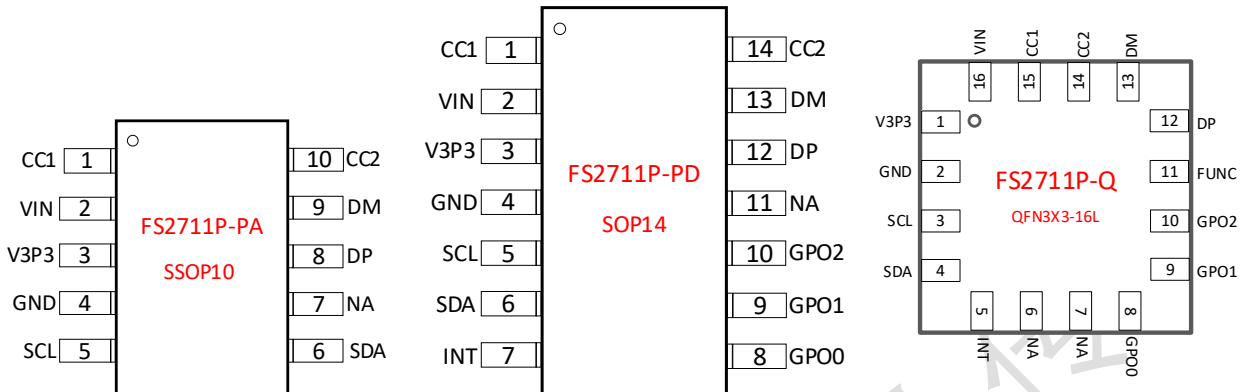 CC1 1
VIN 2
V3P3 3
GND 4
SCL 5
FS2711P-PA
SSOP10
10 CC2
9 DM
8 DP
7 NA
6 SDA
CC1 1
VIN 2
V3P3 3
GND 4
SCL 5
SDA 6
INT 7
FS2711P-PD
SOP14
14 CC2
13 DM
12 DP
11 NA
10 GPO2
9 GPO1
8 GPO0
VIN CC1 CC2 DM
16 15 14 13
V3P3 1
GND 2
SCL 3
SDA 4
FS2711P-Q
QFN3X3-16L
12 DP
11 FUNC
10 GPO2
9 GPO1
5 6 7 8
INT NA NA GPO0